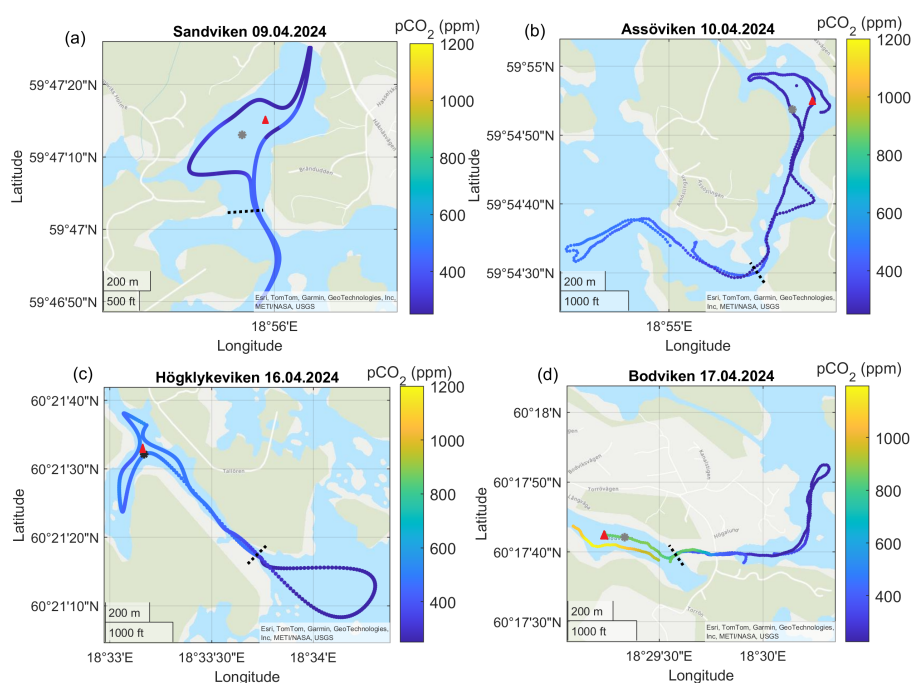 (a)
Sandviken 09.04.2024
pCO2 (ppm)
1200
1000
800
600
400
59°47'20"N
59°47'10"N
59°47'N
59°46'50"N
Latitude
Brändudden
200 m
500 ft
Esri, TomTom, Garmin, GeoTechnologies, Inc,
METI/NASA, USGS
18°56'E
Longitude
(b)
Assöviken 10.04.2024
pCO2 (ppm)
1200
1000
800
600
400
59°55'N
59°54'50"N
59°54'40"N
59°54'30"N
Latitude
200 m
1000 ft
Esri, TomTom, Garmin, GeoTechnologies,
Inc, METI/NASA, USGS
18°55'E
Longitude
(c)
Högklykeviken 16.04.2024
pCO2 (ppm)
1200
1000
800
600
400
60°21'40"N
60°21'30"N
60°21'20"N
60°21'10"N
Latitude
200 m
1000 ft
Esri, TomTom, Garmin, GeoTechnologies,
Inc, METI/NASA, USGS
18°33'E
18°33'30"E
18°34'E
Longitude
(d)
Bodviken 17.04.2024
pCO2 (ppm)
1000
800
600
400
60°18'N
60°17'50"N
60°17'40"N
60°17'30"N
Latitude
Bodviksvägen
Torrövägen
Högalund
200 m
1000 ft
Esri, TomTom, Garmin, GeoTechnologies,
Inc, METI/NASA, USGS
18°29'30"E
18°30'E
Longitude